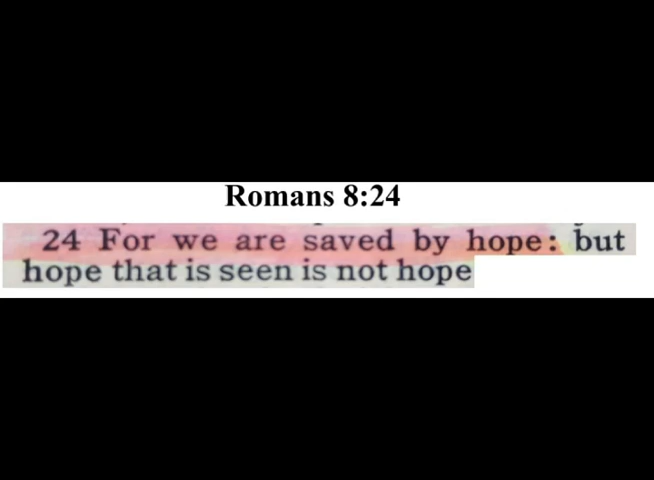 Romans 8:24
24 For we are saved by hope: but
hope that is seen is not hope